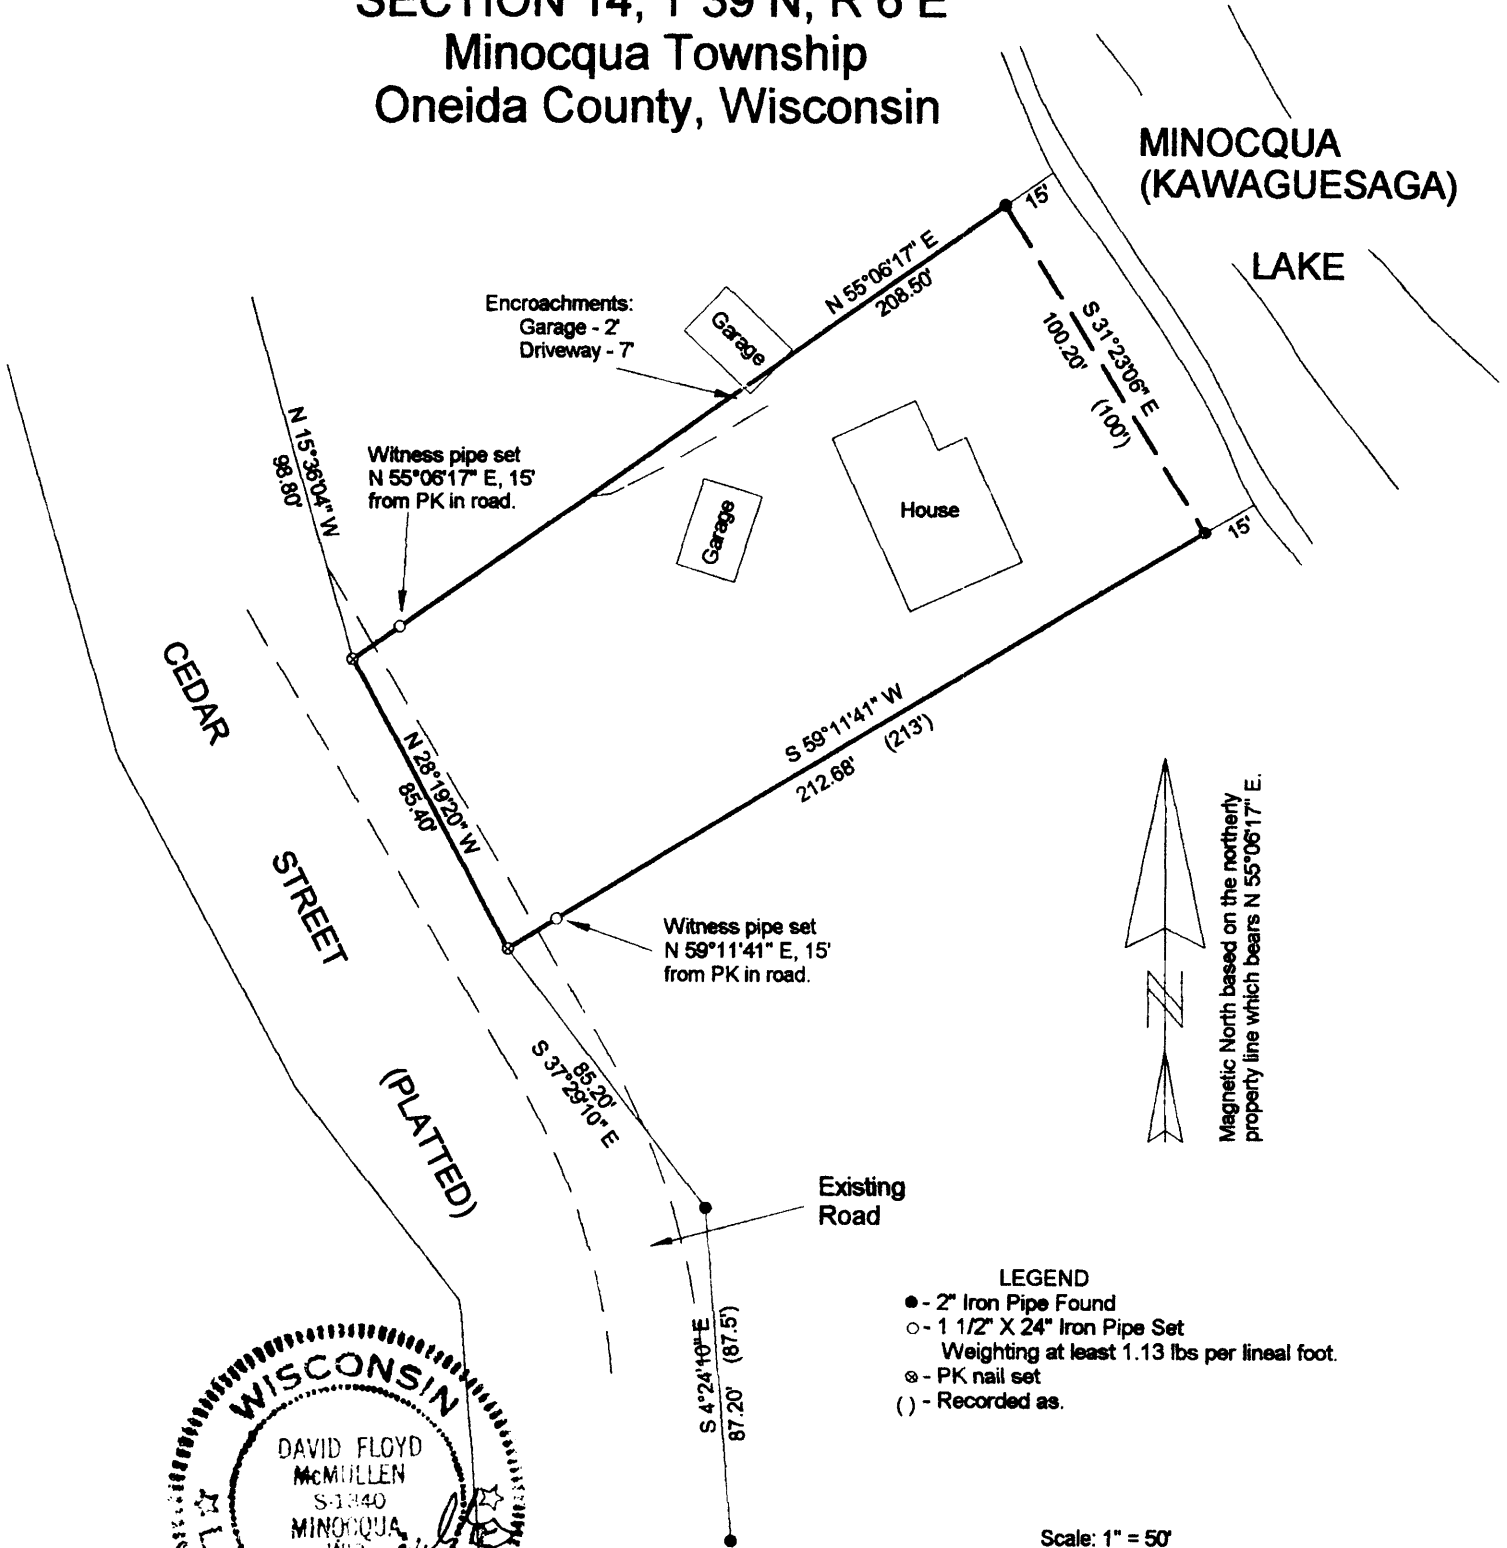 SECTION 14, T 39 N, R 6 E
Minocqua Township
Oneida County, Wisconsin
MINOCQUA
(KAWAGUESAGA)
LAKE
15'
N 55°06'17" E
208.50'
Encroachments:
Garage - 2'
Driveway - 7'
Garage
S 31°23'06" E
100.20'
(100')
N 15°36'04" W
98.80'
Witness pipe set
N 55°06'17" E, 15'
from PK in road.
Garage
House
15'
CEDAR
STREET
(PLATTED)
N 28°19'20" W
85.40'
S 59°11'41" W
212.68'
(213')
Witness pipe set
N 59°11'41" E, 15'
from PK in road.
N
Magnetic North based on the northerly
property line which bears N 55°06'17" E.
85.20'
S 37°29'10" E
Existing
Road
S 4°24'10" E
87.20' (87.5')
LEGEND
● - 2" Iron Pipe Found
○ - 1 1/2" X 24" Iron Pipe Set
Weighting at least 1.13 lbs per lineal foot.
⊗ - PK nail set
( ) - Recorded as.
WISCONSIN
DAVID FLOYD
McMULLEN
S-1340
MINOCQUA,
WIS
Scale: 1" = 50'